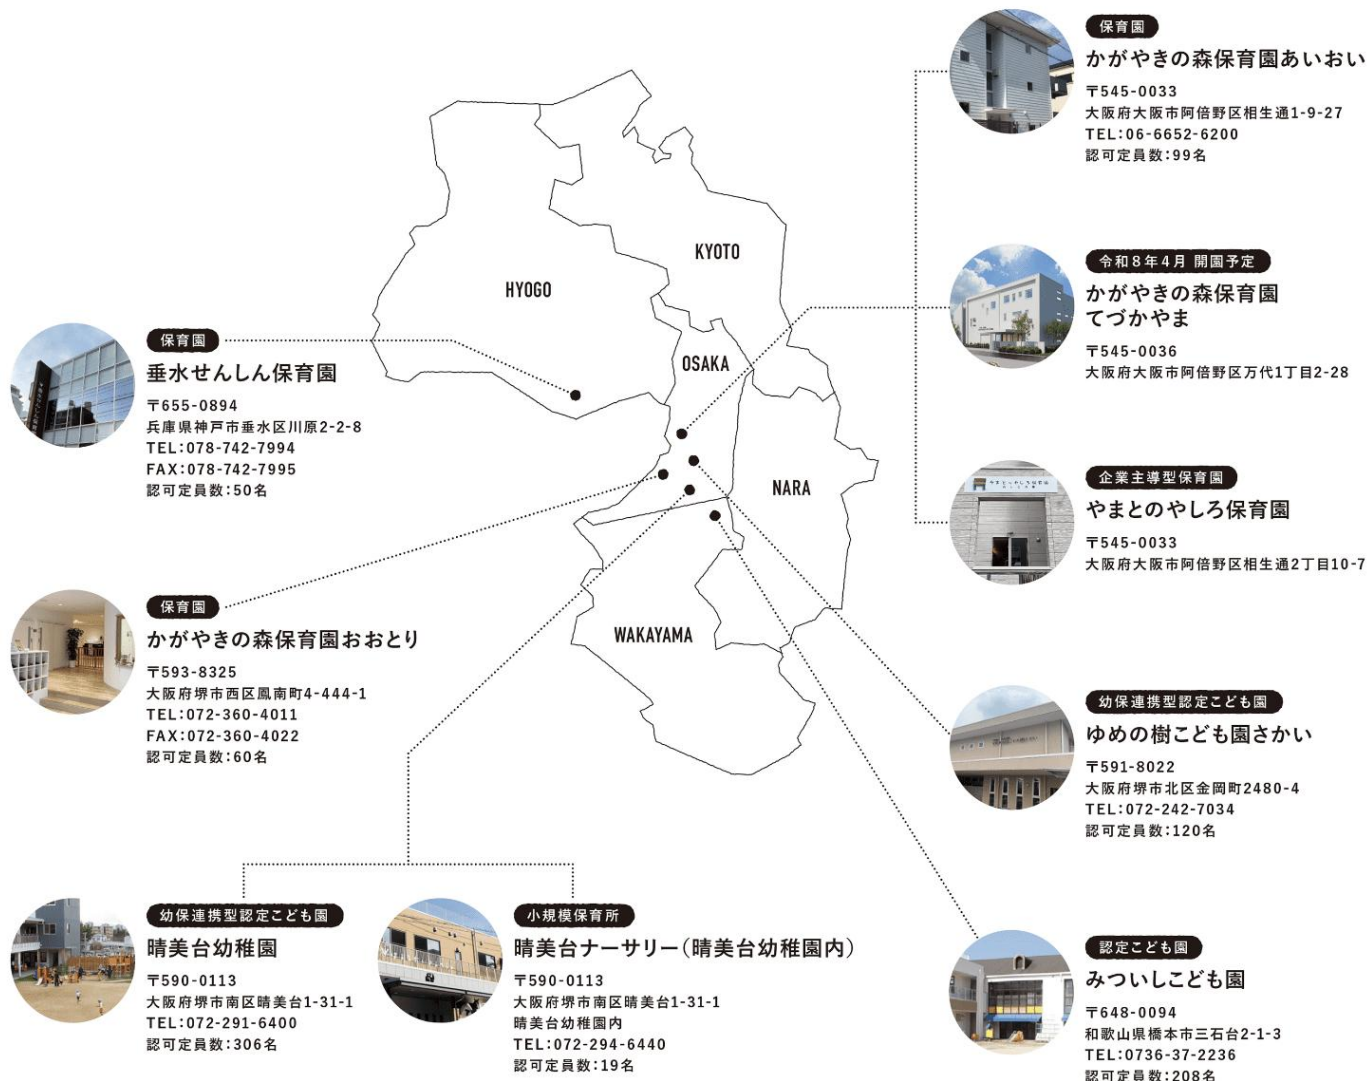 保育園
かがやきの森保育園あいおい
〒545-0033
大阪府大阪市阿倍野区相生通1-9-27
TEL:06-6652-6200
認可定員数:99名
令和8年4月 開園予定
かがやきの森保育園
てづかやま
〒545-0036
大阪府大阪市阿倍野区万代1丁目2-28
企業主導型保育園
やまとのやしろ保育園
〒545-0033
大阪府大阪市阿倍野区相生通2丁目10-7
KYOTO
HYOGO
OSAKA
NARA
WAKAYAMA
保育園
垂水せんしん保育園
〒655-0894
兵庫県神戸市垂水区川原2-2-8
TEL:078-742-7994
FAX:078-742-7995
認可定員数:50名
保育園
かがやきの森保育園おおとり
〒593-8325
大阪府堺市西区鳳南町4-444-1
TEL:072-360-4011
FAX:072-360-4022
認可定員数:60名
幼保連携型認定こども園
ゆめの樹こども園さかい
〒591-8022
大阪府堺市北区金岡町2480-4
TEL:072-242-7034
認可定員数:120名
幼保連携型認定こども園
晴美台幼稚園
〒590-0113
大阪府堺市南区晴美台1-31-1
TEL:072-291-6400
認可定員数:306名
小規模保育所
晴美台ナーサリー(晴美台幼稚園内)
〒590-0113
大阪府堺市南区晴美台1-31-1
晴美台幼稚園内
TEL:072-294-6440
認可定員数:19名
認定こども園
みついしこども園
〒648-0094
和歌山県橋本市三石台2-1-3
TEL:0736-37-2236
認可定員数:208名